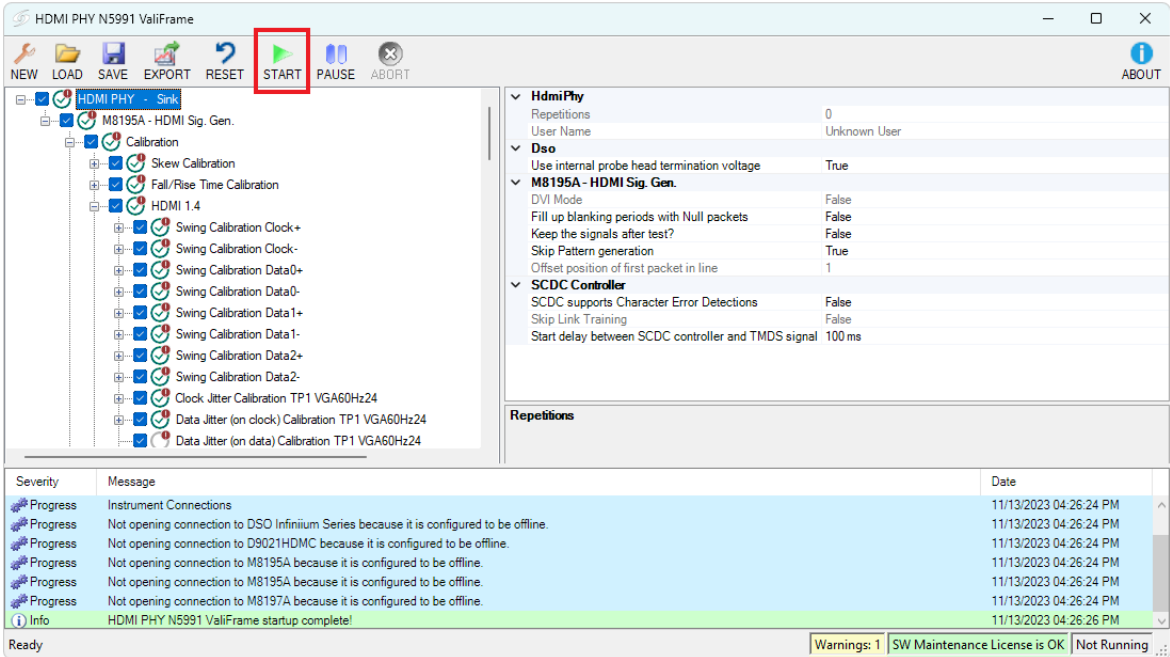 HDMI PHY N5991 ValiFrame
NEW LOAD SAVE EXPORT RESET START PAUSE ABORT ABOUT
HDMI PHY - Sink
M8195A - HDMI Sig. Gen.
Calibration
Skew Calibration
Fall/Rise Time Calibration
HDMI 1.4
Swing Calibration Clock+
Swing Calibration Clock-
Swing Calibration Data0+
Swing Calibration Data0-
Swing Calibration Data1+
Swing Calibration Data1-
Swing Calibration Data2+
Swing Calibration Data2-
Clock Jitter Calibration TP1 VGA60Hz24
Data Jitter (on clock) Calibration TP1 VGA60Hz24
Data Jitter (on data) Calibration TP1 VGA60Hz24
HdmiPhy
Repetitions 0
User Name Unknown User
Dso
Use internal probe head termination voltage True
M8195A - HDMI Sig. Gen.
DVI Mode False
Fill up blanking periods with Null packets False
Keep the signals after test? False
Skip Pattern generation True
Offset position of first packet in line 1
SCDC Controller
SCDC supports Character Error Detections False
Skip Link Training False
Start delay between SCDC controller and TMDS signal 100 ms
Repetitions
Severity Message Date
Progress Instrument Connections 11/13/2023 04:26:24 PM
Progress Not opening connection to DSO Infiniium Series because it is configured to be offline. 11/13/2023 04:26:24 PM
Progress Not opening connection to D9021HDMC because it is configured to be offline. 11/13/2023 04:26:24 PM
Progress Not opening connection to M8195A because it is configured to be offline. 11/13/2023 04:26:24 PM
Progress Not opening connection to M8195A because it is configured to be offline. 11/13/2023 04:26:24 PM
Progress Not opening connection to M8197A because it is configured to be offline. 11/13/2023 04:26:24 PM
Info HDMI PHY N5991 ValiFrame startup complete! 11/13/2023 04:26:26 PM
Ready Warnings: 1 SW Maintenance License is OK Not Running